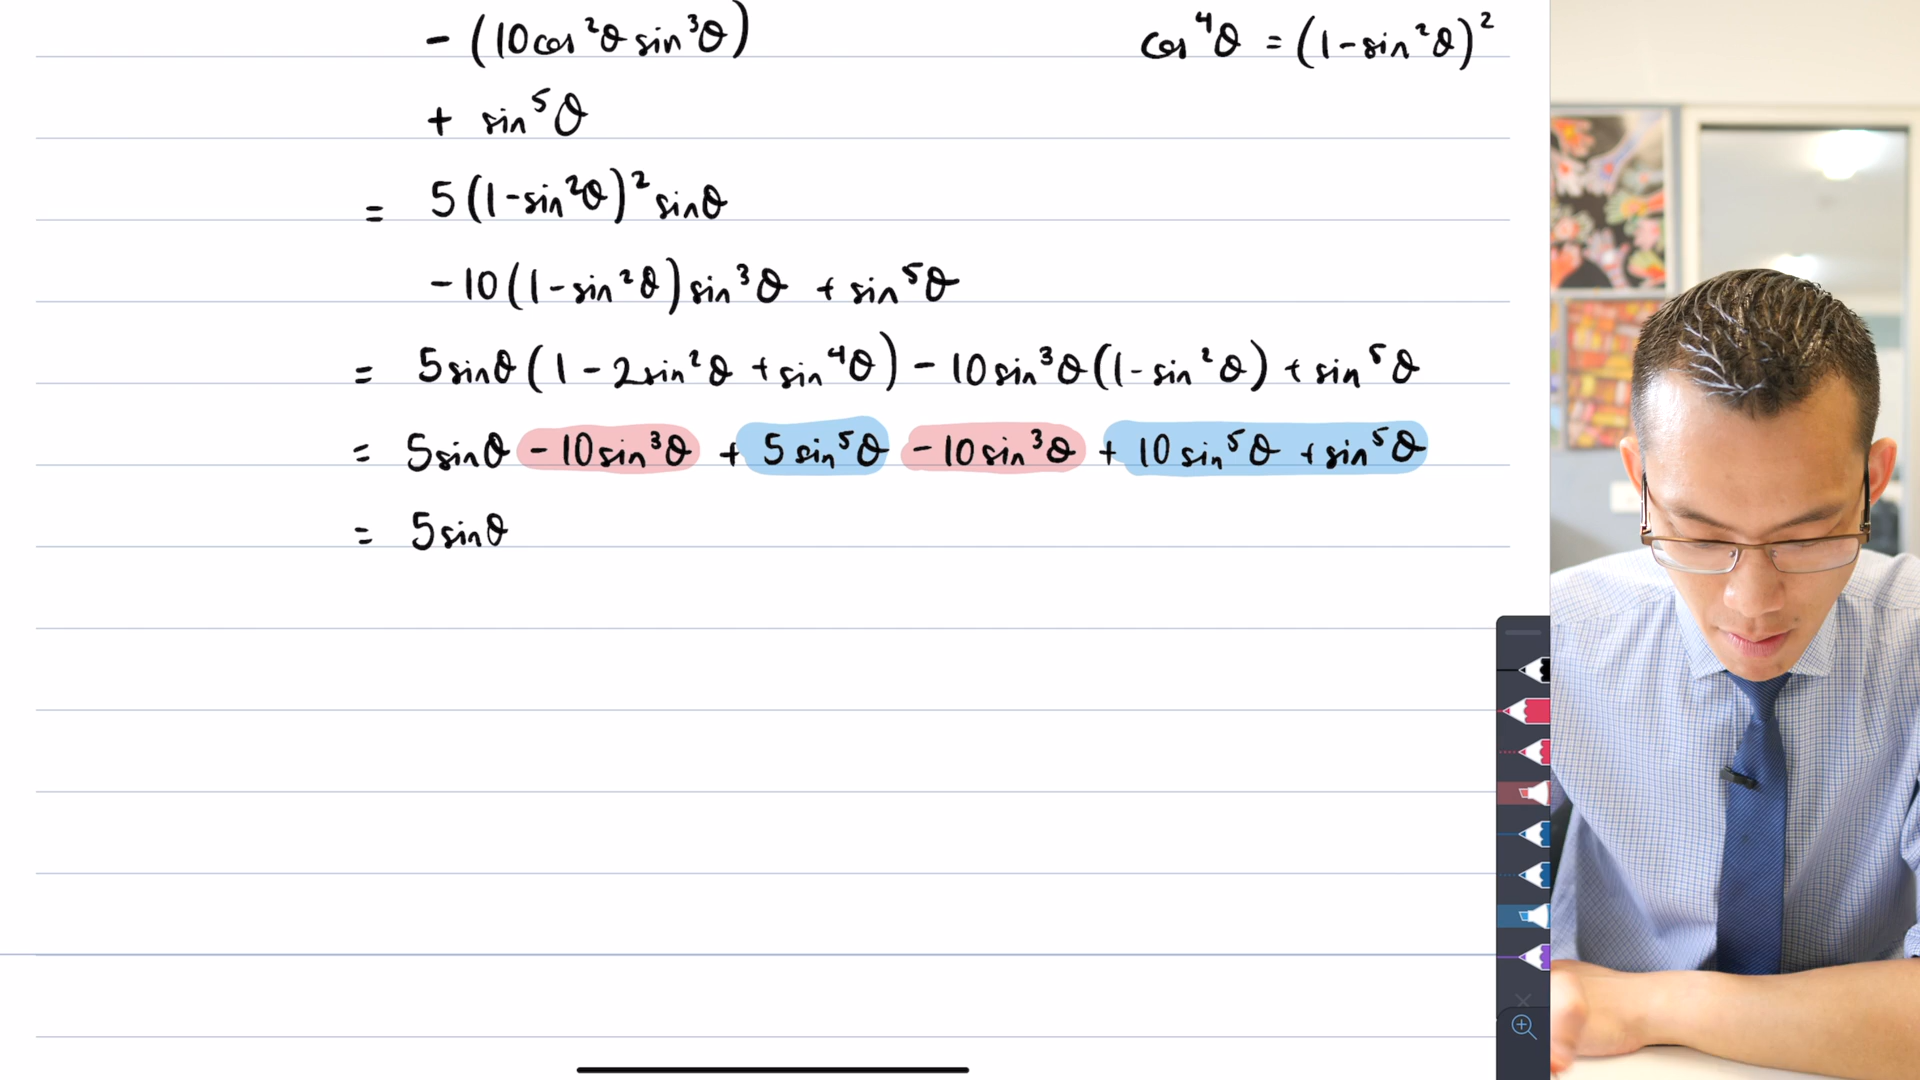 - (10cos²θ sin³θ)
cos⁴θ = (1-sin²θ)²
+ sin⁵θ
= 5(1-sin²θ)² sinθ
-10(1-sin²θ)sin³θ + sin⁵θ
= 5sinθ(1 - 2sin²θ + sin⁴θ) - 10sin³θ(1- sin²θ) + sin⁵θ
= 5sinθ - 10sin³θ + 5sin⁵θ - 10sin³θ + 10sin⁵θ + sin⁵θ
= 5sinθ